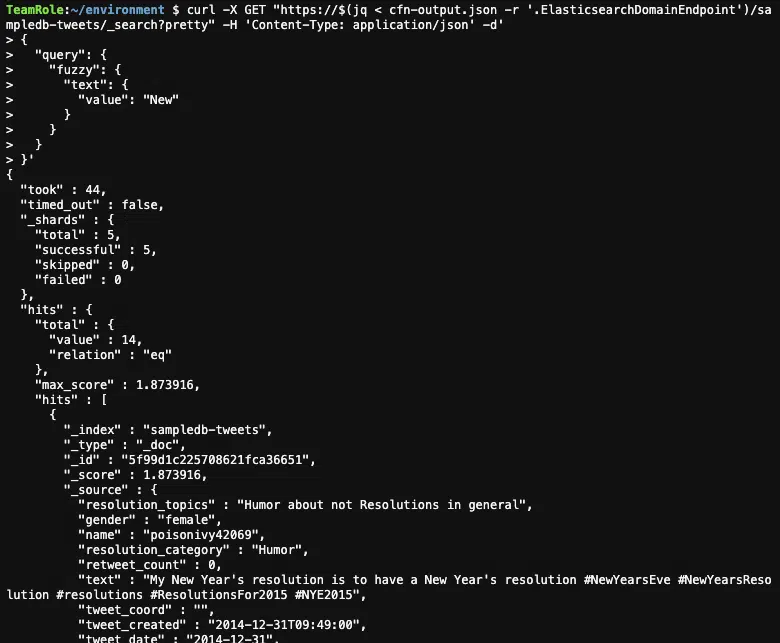 TeamRole:~/environment $ curl -X GET "https://$(jq < cfn-output.json -r '.ElasticsearchDomainEndpoint')/sa
mpledb-tweets/_search?pretty" -H 'Content-Type: application/json' -d'
> {
>   "query": {
>     "fuzzy": {
>       "text": {
>         "value": "New"
>       }
>     }
>   }
> }'
{
  "took" : 44,
  "timed_out" : false,
  "_shards" : {
    "total" : 5,
    "successful" : 5,
    "skipped" : 0,
    "failed" : 0
  },
  "hits" : {
    "total" : {
      "value" : 14,
      "relation" : "eq"
    },
    "max_score" : 1.873916,
    "hits" : [
      {
        "_index" : "sampledb-tweets",
        "_type" : "_doc",
        "_id" : "5f99d1c225708621fca36651",
        "_score" : 1.873916,
        "_source" : {
          "resolution_topics" : "Humor about not Resolutions in general",
          "gender" : "female",
          "name" : "poisonivy42069",
          "resolution_category" : "Humor",
          "retweet_count" : 0,
          "text" : "My New Year's resolution is to have a New Year's resolution #NewYearsEve #NewYearsReso
lution #resolutions #ResolutionsFor2015 #NYE2015",
          "tweet_coord" : "",
          "tweet_created" : "2014-12-31T09:49:00",
          "tweet_date" : "2014-12-31",